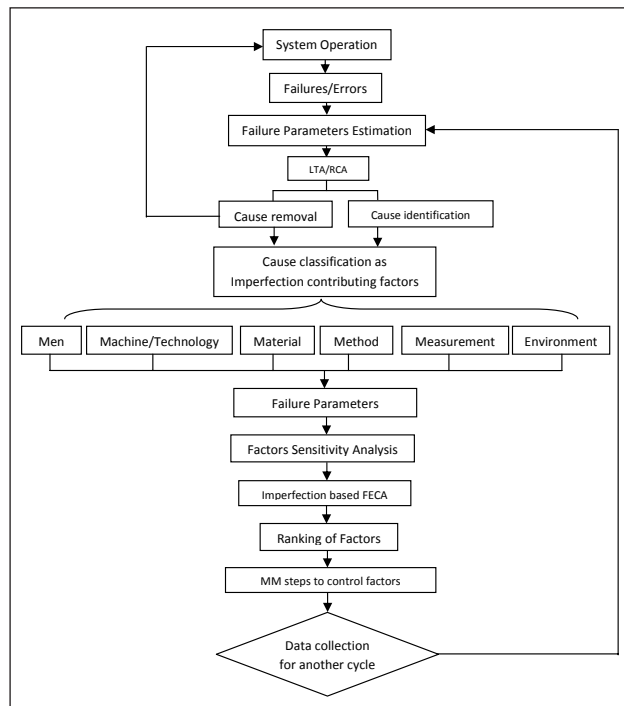 System Operation
Failures/Errors
Failure Parameters Estimation
LTA/RCA
Cause removal
Cause identification
Cause classification as
Imperfection contributing factors
Men
Machine/Technology
Material
Method
Measurement
Environment
Failure Parameters
Factors Sensitivity Analysis
Imperfection based FECA
Ranking of Factors
MM steps to control factors
Data collection
for another cycle